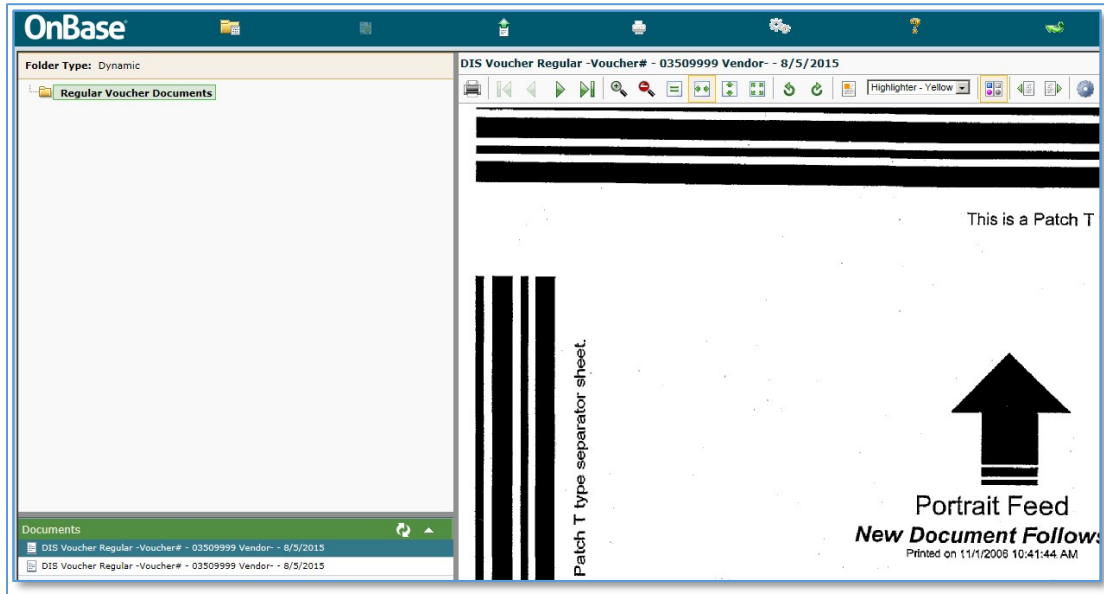 OnBase
Folder Type: Dynamic
Regular Voucher Documents
Documents
DIS Voucher Regular -Voucher# - 03509999 Vendor- - 8/5/2015
DIS Voucher Regular -Voucher# - 03509999 Vendor- - 8/5/2015
DIS Voucher Regular -Voucher# - 03509999 Vendor- - 8/5/2015
Highlighter - Yellow
This is a Patch T
Patch T type separator sheet.
Portrait Feed
New Document Follows
Printed on 11/1/2006 10:41:44 AM